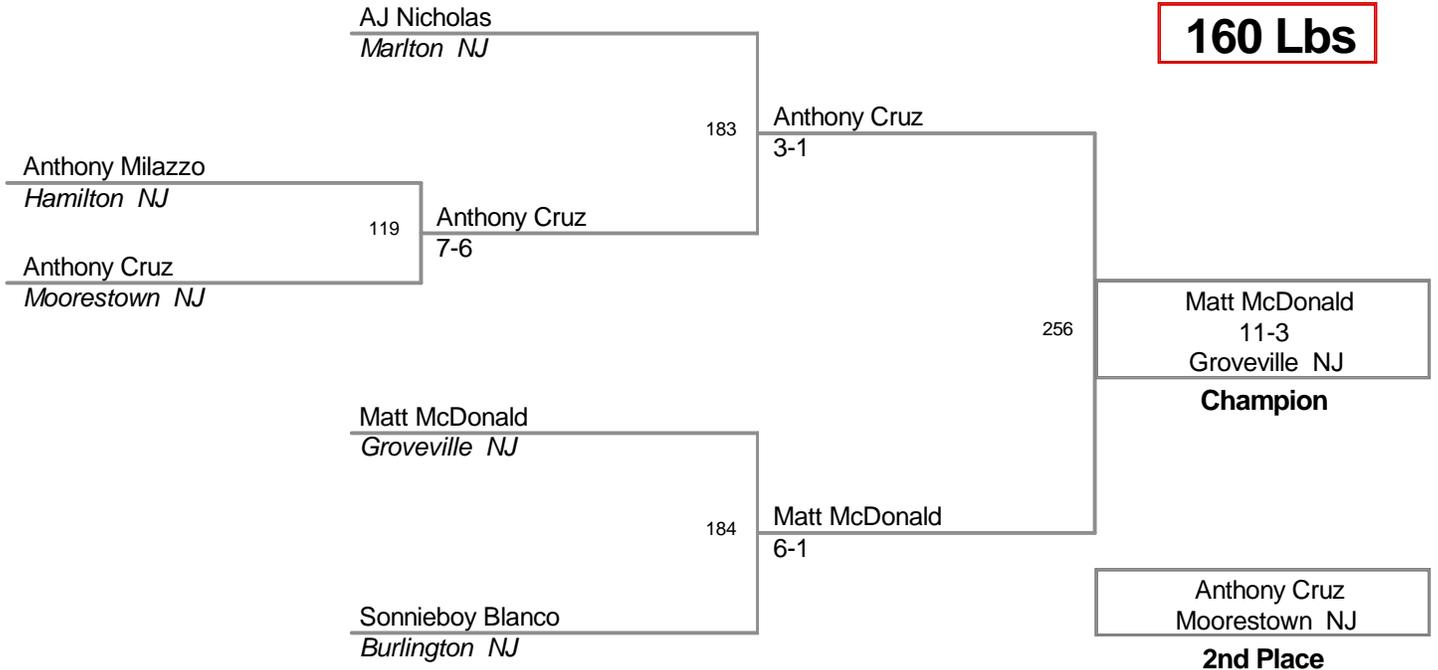 AJ Nicholas
Marlton NJ
160 Lbs
183
Anthony Cruz
3-1
Anthony Milazzo
Hamilton NJ
119
Anthony Cruz
7-6
Anthony Cruz
Moorestown NJ
256
Matt McDonald
11-3
Groveville NJ
Champion
Matt McDonald
Groveville NJ
184
Matt McDonald
6-1
Sonnieboy Blanco
Burlington NJ
Anthony Cruz
Moorestown NJ
2nd Place